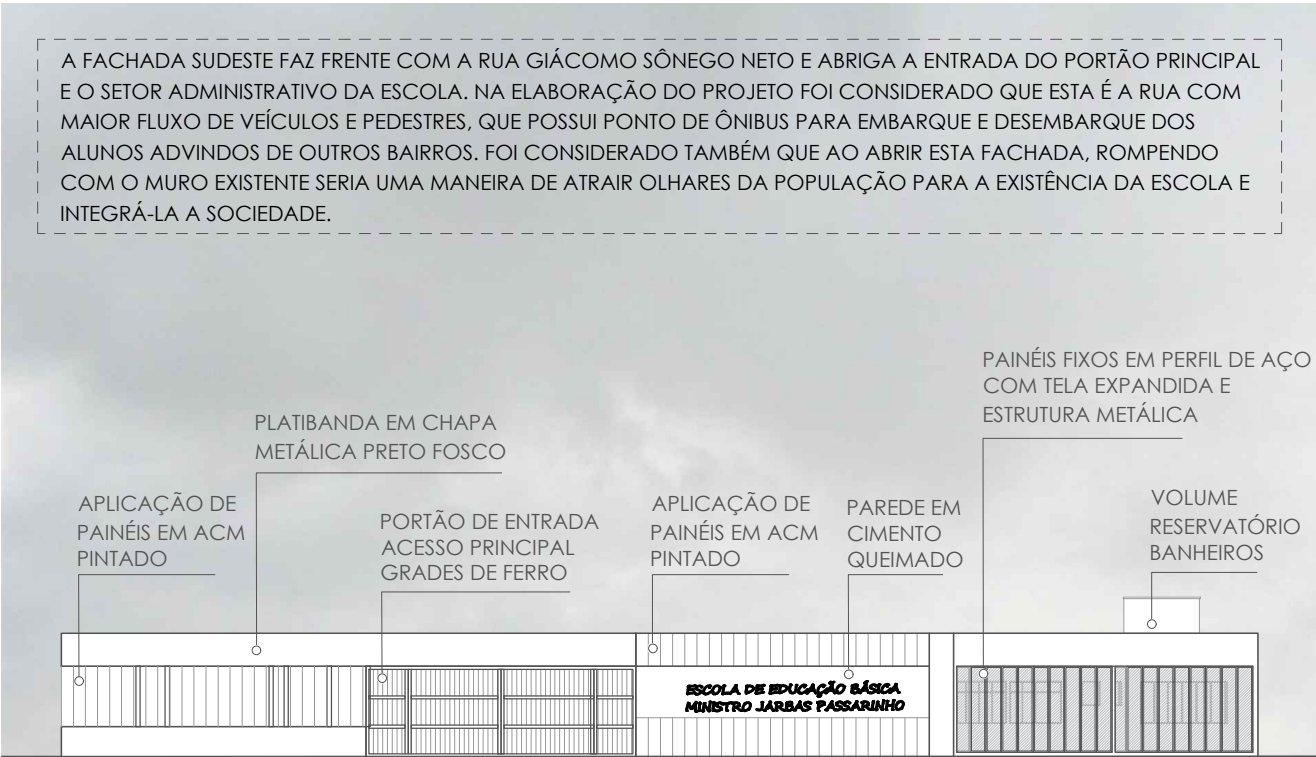 A FACHADA SUDESTE FAZ FRENTE COM A RUA GIÁCOMO SÔNEGO NETO E ABRIGA A ENTRADA DO PORTÃO PRINCIPAL
E O SETOR ADMINISTRATIVO DA ESCOLA. NA ELABORAÇÃO DO PROJETO FOI CONSIDERADO QUE ESTA É A RUA COM
MAIOR FLUXO DE VEÍCULOS E PEDESTRES, QUE POSSUI PONTO DE ÔNIBUS PARA EMBARQUE E DESEMBARQUE DOS
ALUNOS ADVINDOS DE OUTROS BAIRROS. FOI CONSIDERADO TAMBÉM QUE AO ABRIR ESTA FACHADA, ROMPENDO
COM O MURO EXISTENTE SERIA UMA MANEIRA DE ATRAIR OLHARES DA POPULAÇÃO PARA A EXISTÊNCIA DA ESCOLA E
INTEGRÁ-LA A SOCIEDADE.
APLICAÇÃO DE
PAINÉIS EM ACM
PINTADO
PLATIBANDA EM CHAPA
METÁLICA PRETO FOSCO
PORTÃO DE ENTRADA
ACESSO PRINCIPAL
GRADES DE FERRO
APLICAÇÃO DE
PAINÉIS EM ACM
PINTADO
PAREDE EM
CIMENTO
QUEIMADO
PAINÉIS FIXOS EM PERFIL DE AÇO
COM TELA EXPANDIDA E
ESTRUTURA METÁLICA
VOLUME
RESERVATÓRIO
BANHEIROS
ESCOLA DE EDUCAÇÃO BÁSICA
MINISTRO JARBAS PASSARINHO